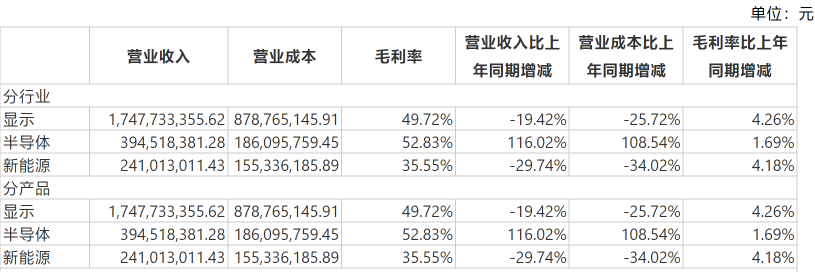 单位：元
营业收入 营业成本 毛利率 营业收入比上年同期增减 营业成本比上年同期增减 毛利率比上年同期增减
分行业
显示 1,747,733,355.62 878,765,145.91 49.72% -19.42% -25.72% 4.26%
半导体 394,518,381.28 186,095,759.45 52.83% 116.02% 108.54% 1.69%
新能源 241,013,011.43 155,336,185.89 35.55% -29.74% -34.02% 4.18%
分产品
显示 1,747,733,355.62 878,765,145.91 49.72% -19.42% -25.72% 4.26%
半导体 394,518,381.28 186,095,759.45 52.83% 116.02% 108.54% 1.69%
新能源 241,013,011.43 155,336,185.89 35.55% -29.74% -34.02% 4.18%